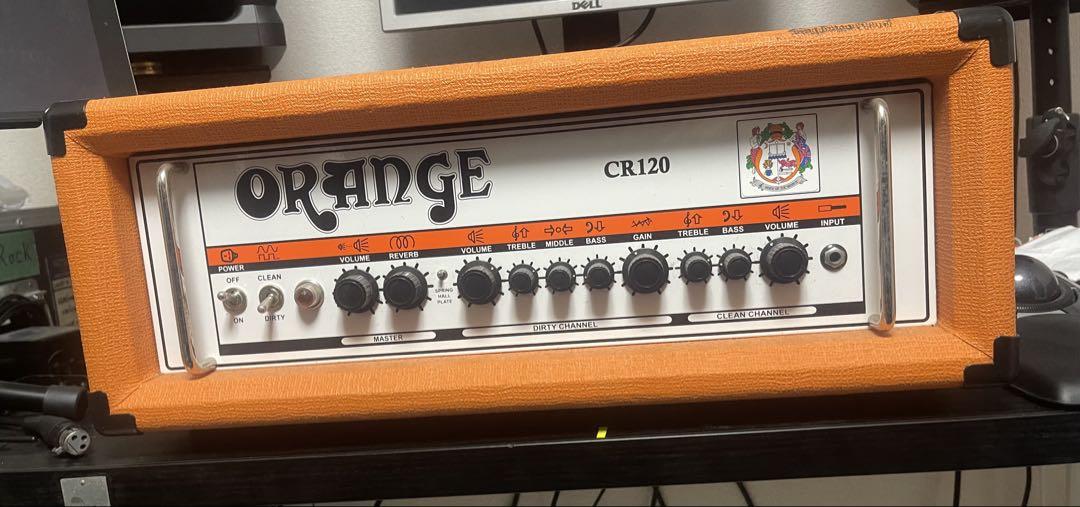 DELL
ORANGE
CR120
POWER
VOLUME REVERB
VOLUME TREBLE MIDDLE BASS GAIN
TREBLE BASS VOLUME INPUT
OFF
ON
CLEAN
DIRTY
SPRING
HALL
PLATE
MASTER
DIRTY CHANNEL
CLEAN CHANNEL
Rock